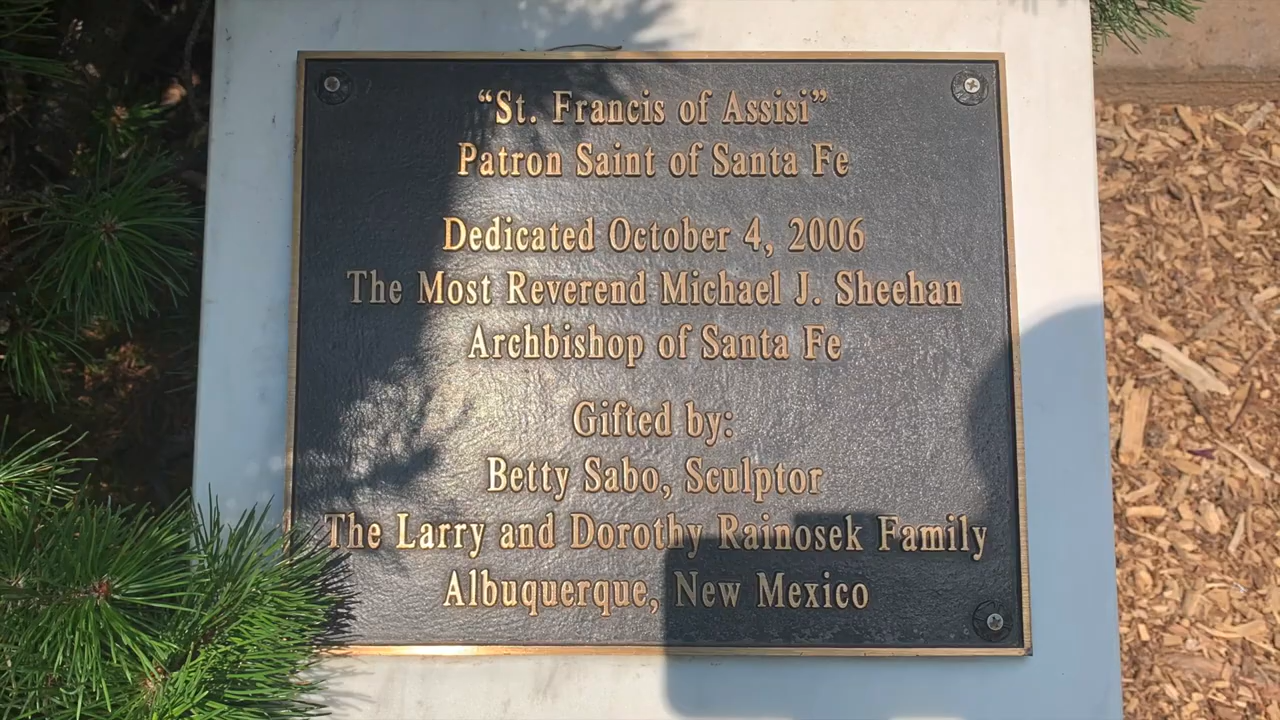 “St. Francis of Assisi”
Patron Saint of Santa Fe
Dedicated October 4, 2006
The Most Reverend Michael J. Sheehan
Archbishop of Santa Fe
Gifted by:
Betty Sabo, Sculptor
The Larry and Dorothy Rainosek Family
Albuquerque, New Mexico